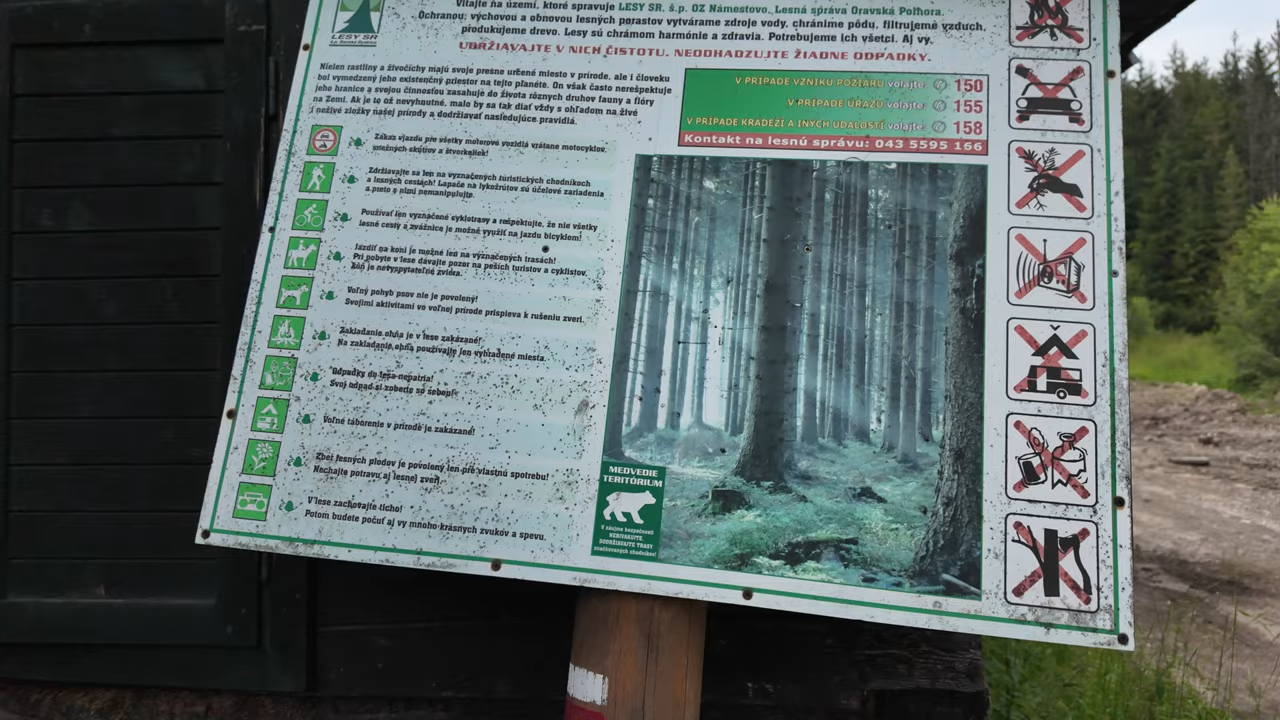 Vitajte na území, ktoré spravuje LESY SR, š.p. OZ Námestovo, Lesná správa Oravská Polhora.
Ochranou, výchovou a obnovou lesných porastov vytvárame zdroje vody, chránime pôdu, filtrujeme vzduch,
produkujeme drevo. Lesy sú chrámom harmónie a zdravia. Potrebujeme ich všetci. Aj vy.
UDRŽIAVAJTE V NICH ČISTOTU. NEODHADZUJTE ŽIADNE ODPADKY.
LESY SR
Nielen rastliny a živočíchy majú svoje presne určené miesto v prírode, ale i človeku
bol vymedzený jeho existenčný priestor na tejto planéte. On však často nerešpektuje
jeho hranice a svojou činnosťou zasahuje do života rôznych druhov fauny a flóry
na Zemi. Ak je to už nevyhnutné, malo by sa tak diať vždy s ohľadom na živé
i neživé zložky našej prírody a dodržiavať nasledujúce pravidlá.
V PRÍPADE VZNIKU POŽIARU volajte: 150
V PRÍPADE ÚRAZU volajte: 155
V PRÍPADE KRÁDEŽÍ A INÝCH UDALOSTÍ volajte: 158
Kontakt na lesnú správu: 043 5595 166
Zákaz vjazdu pre všetky motorové vozidlá vrátane motocyklov,
snežných skútrov a štvorkoliek!
Zdržiavajte sa len na vyznačených turistických chodníkoch
a lesných cestách! Lapače na lykožrútov sú účelové zariadenia
a preto s nimi nemanipulujte.
Používať len vyznačené cyklotrasy a rešpektujte, že nie všetky
lesné cesty a zvážnice je možné využiť na jazdu bicyklom!
Jazdiť na koni je možné len na vyznačených trasách!
Pri pobyte v lese dávajte pozor na peších turistov a cyklistov,
kôň je nevyspytateľné zviera.
Voľný pohyb psov nie je povolený!
Svojimi aktivitami vo voľnej prírode prispieva k rušeniu zveri.
Zakladanie ohňa je v lese zakázané!
Na zakladanie ohňa používajte len vyhradené miesta.
Odpadky do lesa nepatria!
Svoj odpad si zoberte so sebou!
Voľné táborenie v prírode je zakázané!
Zber lesných plodov je povolený len pre vlastnú spotrebu!
Nechajte potravu aj lesnej zveri.
V lese zachovajte ticho!
Potom budete počuť aj vy mnoho krásnych zvukov a spevu.
MEDVEDIE
TERITÓRIUM
V záujme bezpečnosti
NERISKUJTE,
DODRŽIAVAJTE TRASY
značkovaných chodníkov!